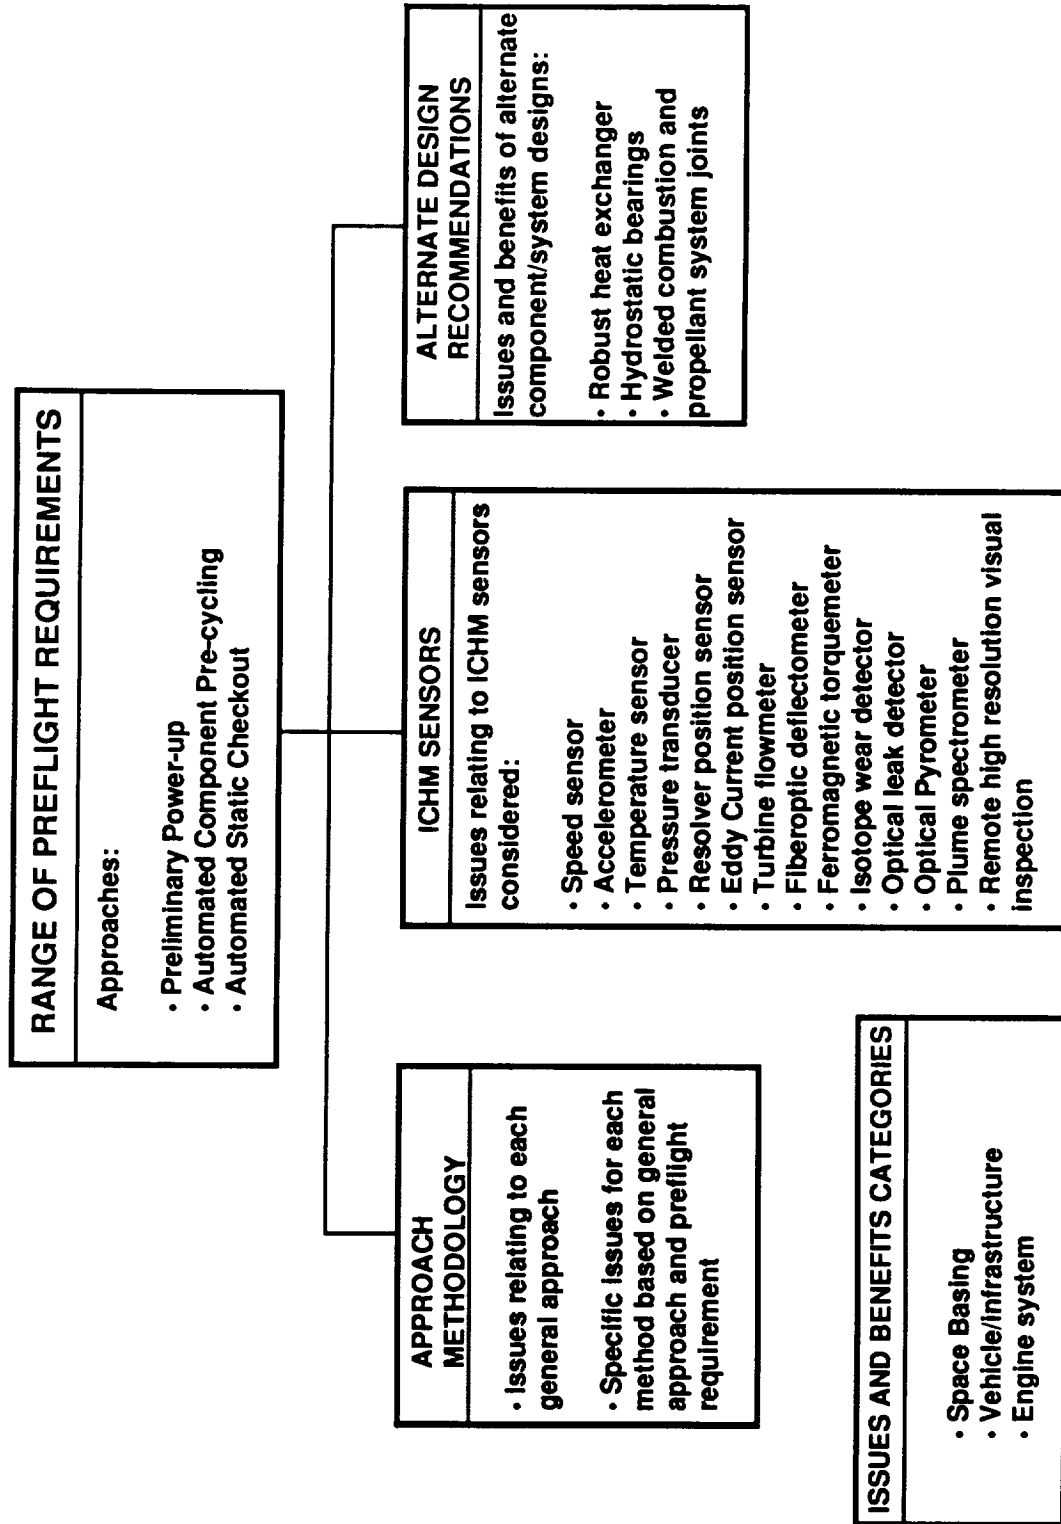 RANGE OF PREFLIGHT REQUIREMENTS
Approaches:
• Preliminary Power-up
• Automated Component Pre-cycling
• Automated Static Checkout
APPROACH
METHODOLOGY
• Issues relating to each
general approach
• Specific issues for each
method based on general
approach and preflight
requirement
ICHM SENSORS
Issues relating to ICHM sensors
considered:
• Speed sensor
• Accelerometer
• Temperature sensor
• Pressure transducer
• Resolver position sensor
• Eddy Current position sensor
• Turbine flowmeter
• Fiberoptic deflectometer
• Ferromagnetic torquemeter
• Isotope wear detector
• Optical leak detector
• Optical Pyrometer
• Plume spectrometer
• Remote high resolution visual
inspection
ALTERNATE DESIGN
RECOMMENDATIONS
Issues and benefits of alternate
component/system designs:
• Robust heat exchanger
• Hydrostatic bearings
• Welded combustion and
propellant system joints
ISSUES AND BENEFITS CATEGORIES
• Space Basing
• Vehicle/Infrastructure
• Engine system